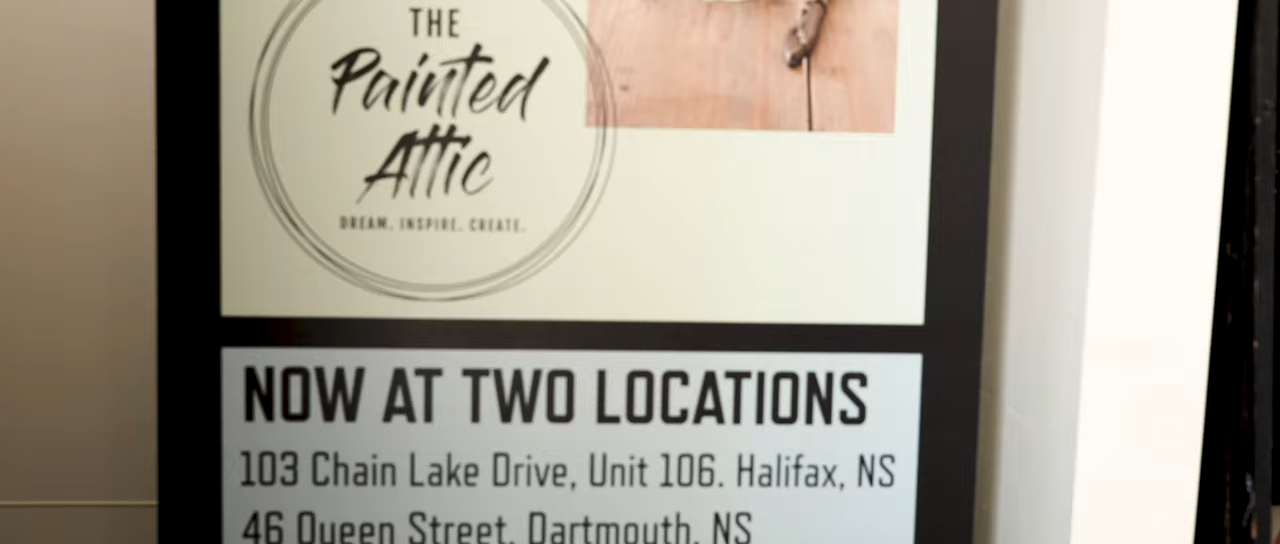 THE
Painted
Attic
DREAM. INSPIRE. CREATE.
NOW AT TWO LOCATIONS
103 Chain Lake Drive, Unit 106. Halifax, NS
46 Queen Street, Dartmouth, NS